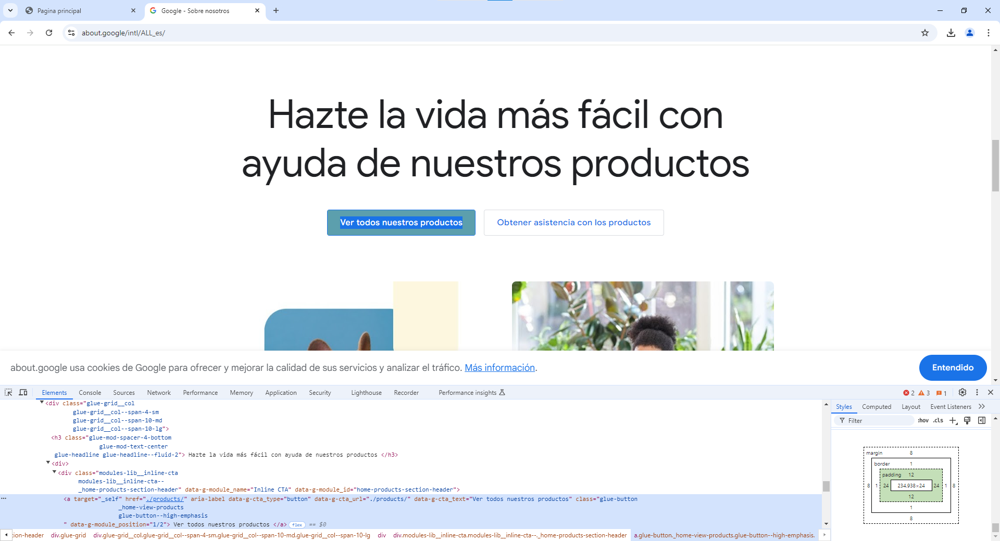 Pagina principal
Google - Sobre nosotros
about.google/intl/ALL_es/
Hazte la vida más fácil con
ayuda de nuestros productos
Ver todos nuestros productos
Obtener asistencia con los productos
about.google usa cookies de Google para ofrecer y mejorar la calidad de sus servicios y analizar el tráfico. Más información.
Entendido
Elements Console Sources Network Performance Memory Application Security Lighthouse Recorder Performance insights 2 3 1
<div class="glue-grid__col
glue-grid__col--span-4-sm
glue-grid__col--span-10-md
glue-grid__col--span-10-lg">
<h3 class="glue-mod-spacer-4-bottom
glue-mod-text-center
glue-headline glue-headline--fluid-2"> Hazte la vida más fácil con ayuda de nuestros productos </h3>
<div>
<div class="modules-lib__inline-cta
modules-lib__inline-cta--
_home-products-section-header" data-g-module_name="Inline CTA" data-g-module_id="home-products-section-header">
<a target="_self" href="./products/" aria-label data-g-cta_type="button" data-g-cta_url="./products/" data-g-cta_text="Ver todos nuestros productos" class="glue-button
_home-view-products
glue-button--high-emphasis
" data-g-module_position="1/2"> Ver todos nuestros productos </a> flex == $0
tion-header div.glue-grid div.glue-grid__col.glue-grid__col--span-4-sm.glue-grid__col--span-10-md.glue-grid__col--span-10-lg div div.modules-lib__inline-cta.modules-lib__inline-cta--._home-products-section-header a.glue-button._home-view-products.glue-button--high-emphasis.
Styles Computed Layout Event Listeners
Filter :hov .cls
margin 8
border 1
padding 12
8 1 24 234.938×24 24 1 8
12
1
8